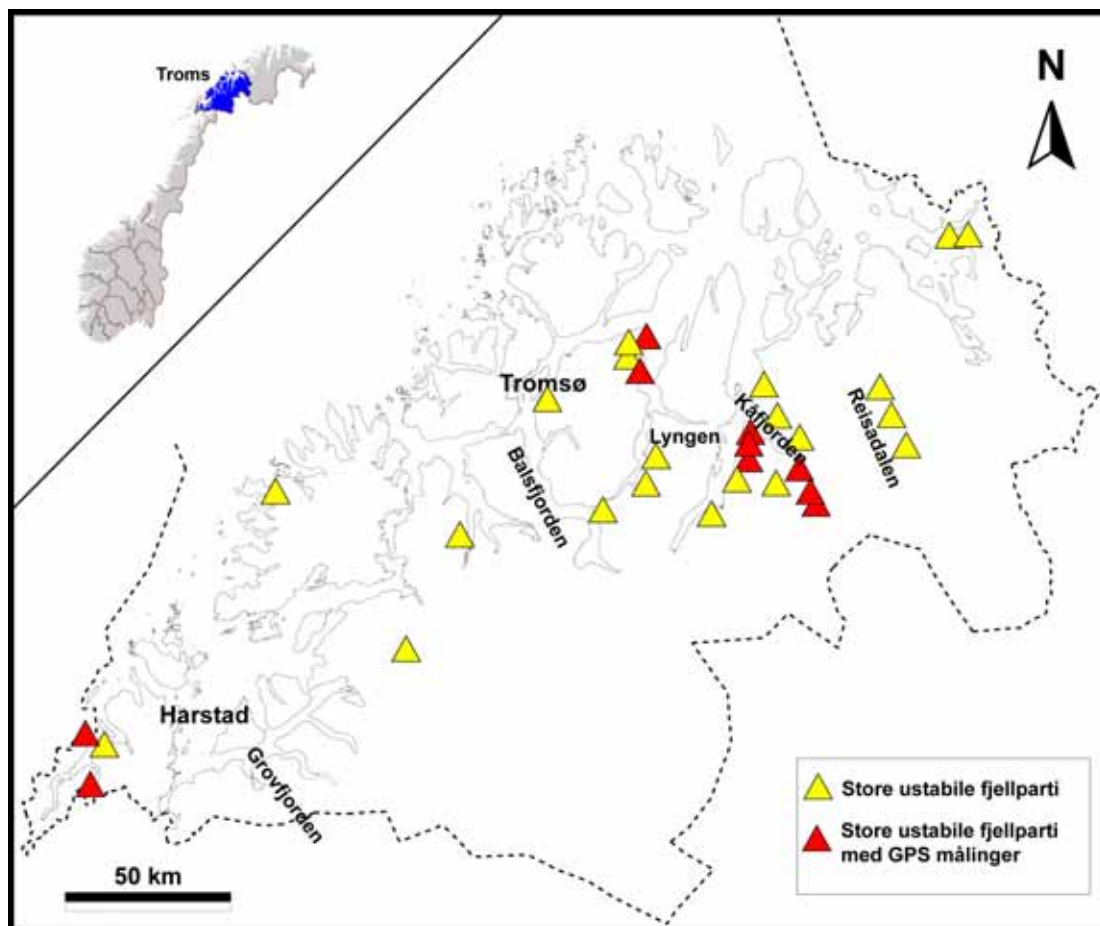 Troms
N
Tromsø
Lyngen
Kåfjorden
Reisadalen
Balsfjorden
Harstad
Grovfjorden
50 km
Store ustabile fjellparti
Store ustabile fjellparti
med GPS målinger